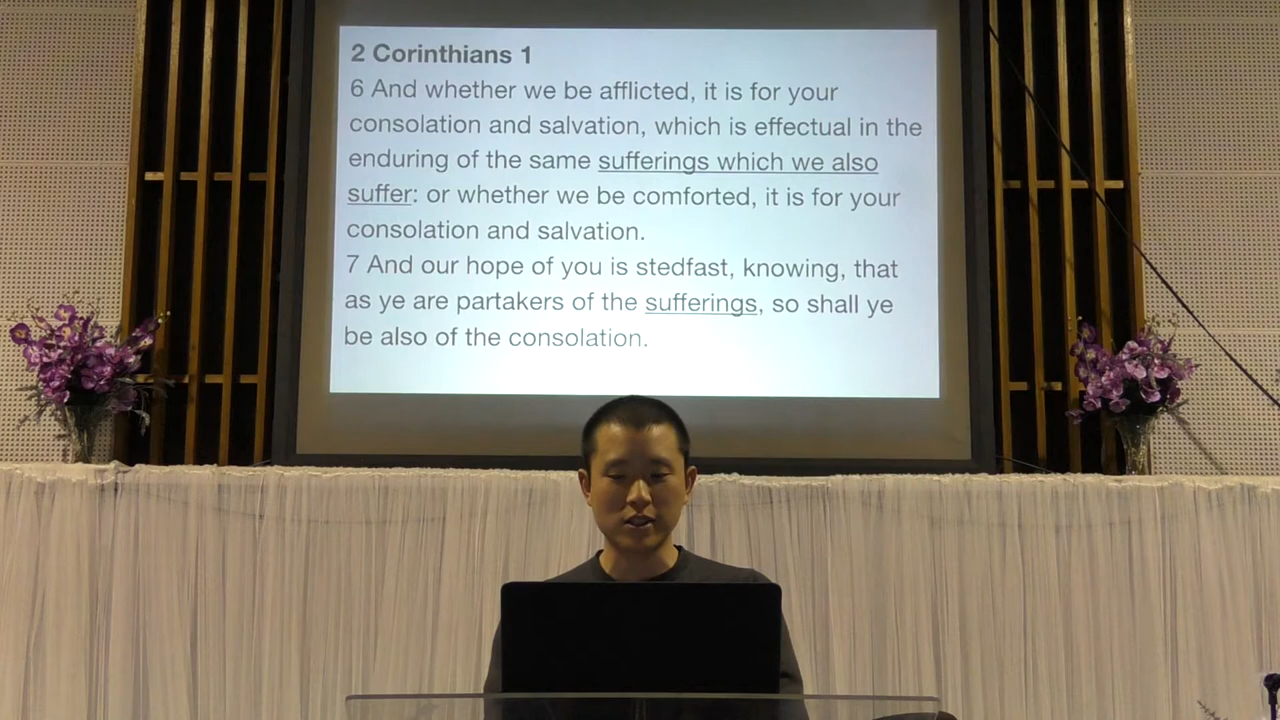 2 Corinthians 1
6 And whether we be afflicted, it is for your
consolation and salvation, which is effectual in the
enduring of the same sufferings which we also
suffer: or whether we be comforted, it is for your
consolation and salvation.
7 And our hope of you is stedfast, knowing, that
as ye are partakers of the sufferings, so shall ye
be also of the consolation.